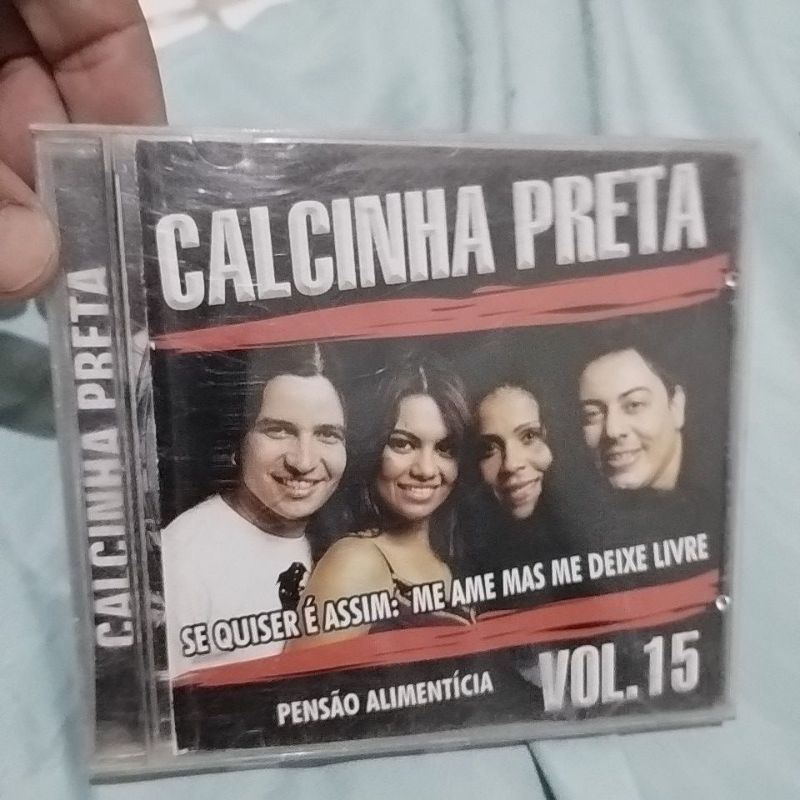 CALCINHA PRETA
CALCINHA PRETA
SE QUISER É ASSIM: ME AME MAS ME DEIXE LIVRE
PENSÃO ALIMENTÍCIA
VOL.15